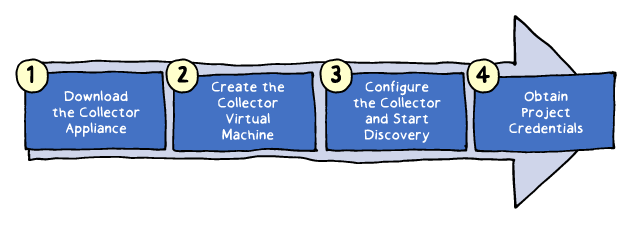 1
Download
the Collector
Appliance
2
Create the
Collector
Virtual
Machine
3
Configure
the Collector
and Start
Discovery
4
Obtain
Project
Credentials